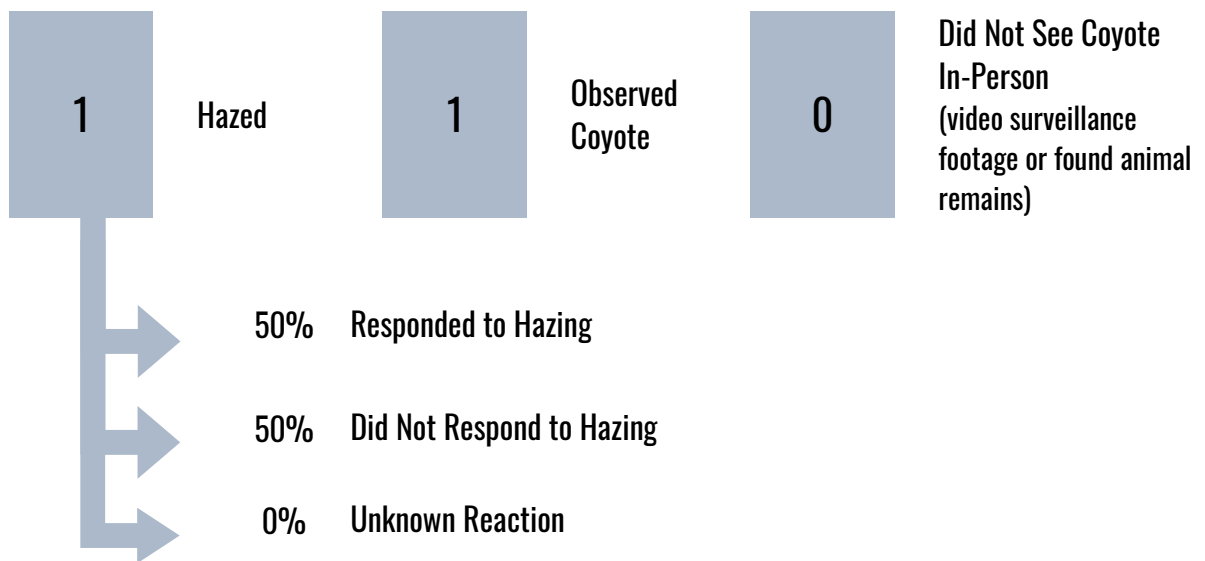 1
Hazed
1
Observed
Coyote
0
Did Not See Coyote
In-Person
(video surveillance
footage or found animal
remains)
50% Responded to Hazing
50% Did Not Respond to Hazing
0% Unknown Reaction